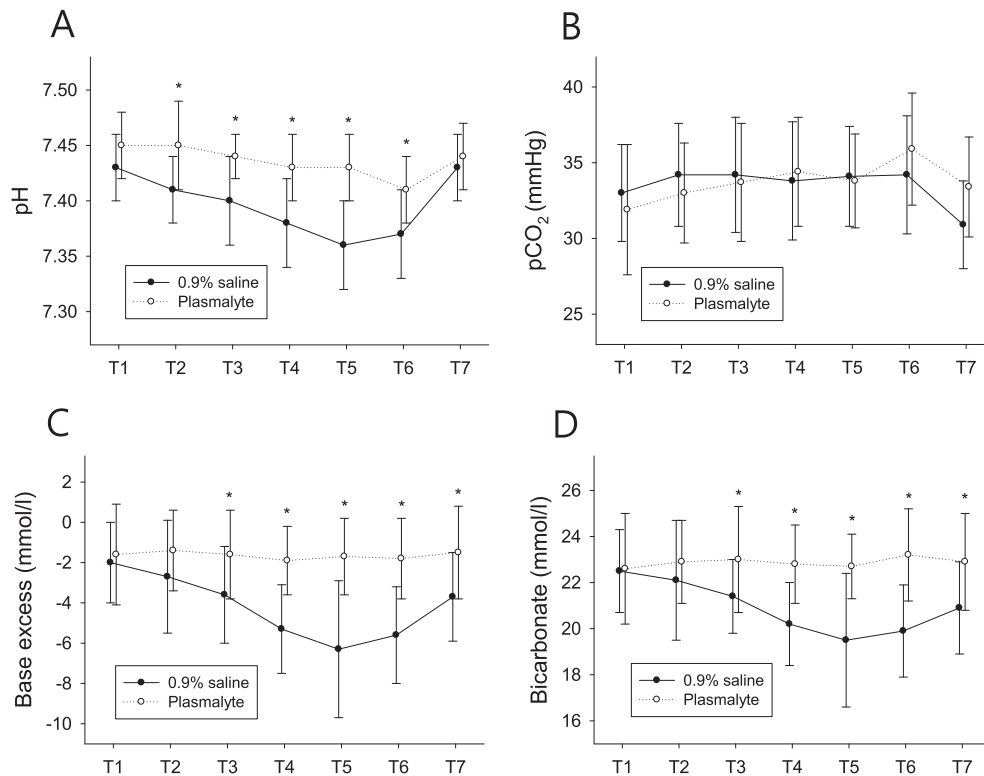 A
pH
7.50
7.45
7.40
7.35
7.30
* * * * *
0.9% saline
Plasmalyte
T1 T2 T3 T4 T5 T6 T7
B
pCO2 (mmHg)
40
35
30
25
0.9% saline
Plasmalyte
T1 T2 T3 T4 T5 T6 T7
C
Base excess (mmol/l)
2
0
-2
-4
-6
-8
-10
* * * * *
0.9% saline
Plasmalyte
T1 T2 T3 T4 T5 T6 T7
D
Bicarbonate (mmol/l)
26
24
22
20
18
16
* * * * *
0.9% saline
Plasmalyte
T1 T2 T3 T4 T5 T6 T7